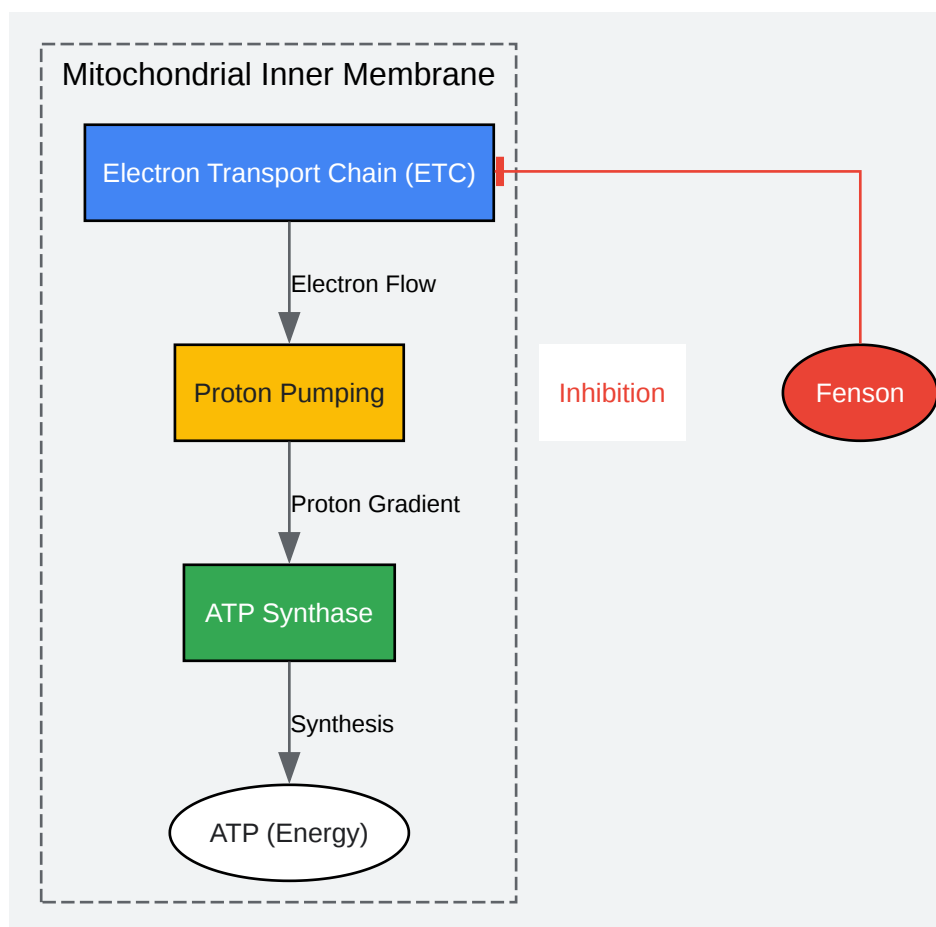 Mitochondrial Inner Membrane
Electron Transport Chain (ETC)
Electron Flow
Proton Pumping
Inhibition
Fenson
Proton Gradient
ATP Synthase
Synthesis
ATP (Energy)